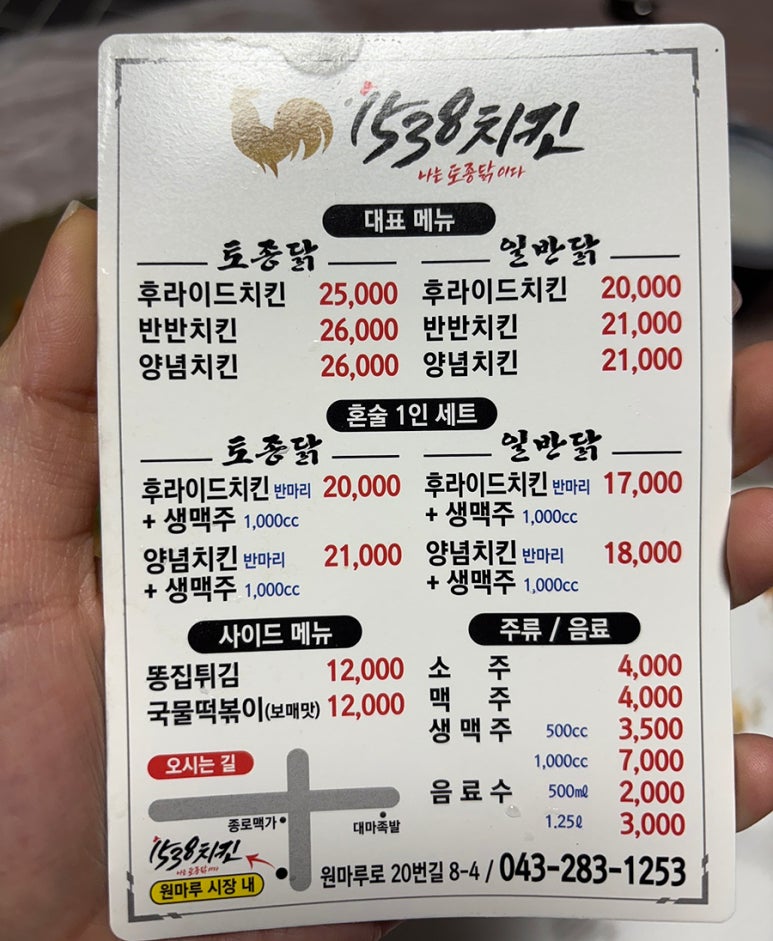 1538치킨
나는 토종닭이다
대표 메뉴
토종닭
후라이드치킨 25,000
반반치킨 26,000
양념치킨 26,000
일반닭
후라이드치킨 20,000
반반치킨 21,000
양념치킨 21,000
혼술 1인 세트
토종닭
후라이드치킨 반마리 20,000
+ 생맥주 1,000cc
양념치킨 반마리 21,000
+ 생맥주 1,000cc
일반닭
후라이드치킨 반마리 17,000
+ 생맥주 1,000cc
양념치킨 반마리 18,000
+ 생맥주 1,000cc
사이드 메뉴
똥집튀김 12,000
국물떡볶이(보매맛) 12,000
주류 / 음료
소 주 4,000
맥 주 4,000
생맥주 500cc 3,500
1,000cc 7,000
음료수 500㎖ 2,000
1.25ℓ 3,000
오시는 길
종로맥가
대마족발
1538치킨
나는 토종닭이다
원마루 시장 내
원마루로 20번길 8-4 / 043-283-1253